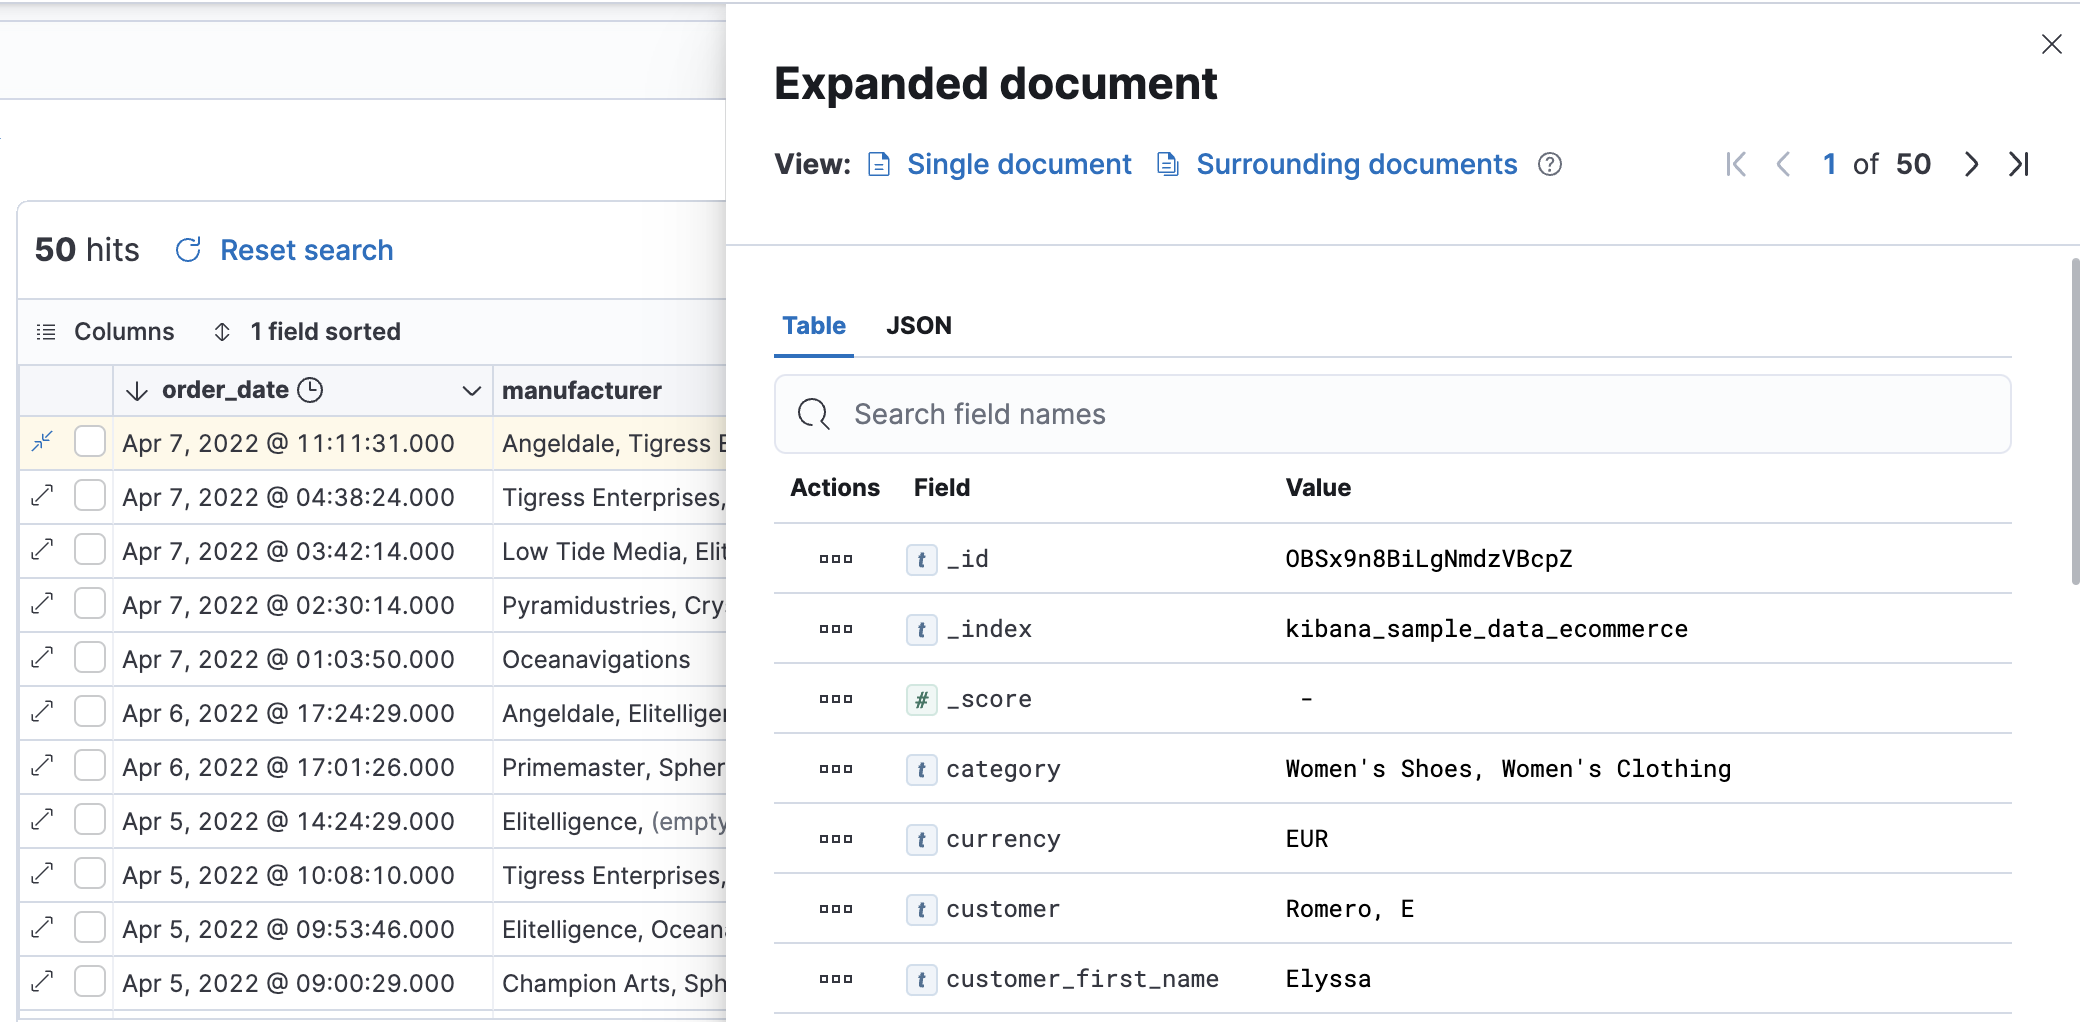 50 hits Reset search
Columns 1 field sorted
order_date manufacturer
Apr 7, 2022 @ 11:11:31.000 Angeldale, Tigress
Apr 7, 2022 @ 04:38:24.000 Tigress Enterprises,
Apr 7, 2022 @ 03:42:14.000 Low Tide Media,
Apr 7, 2022 @ 02:30:14.000 Pyramidustries,
Apr 7, 2022 @ 01:03:50.000 Oceanavigations
Apr 6, 2022 @ 17:24:29.000 Angeldale,
Apr 6, 2022 @ 17:01:26.000 Primemaster,
Apr 5, 2022 @ 14:24:29.000 Elitelligence, (empty
Apr 5, 2022 @ 10:08:10.000 Tigress Enterprises,
Apr 5, 2022 @ 09:53:46.000 Elitelligence,
Apr 5, 2022 @ 09:00:29.000 Champion Arts,
Expanded document
View: Single document Surrounding documents 1 of 50
Table JSON
Search field names
Actions Field Value
t _id OBSx9n8BiLgNmdzVBcpZ
t _index kibana_sample_data_ecommerce
# _score -
t category Women's Shoes, Women's Clothing
t currency EUR
t customer Romero, E
t customer_first_name Elyssa